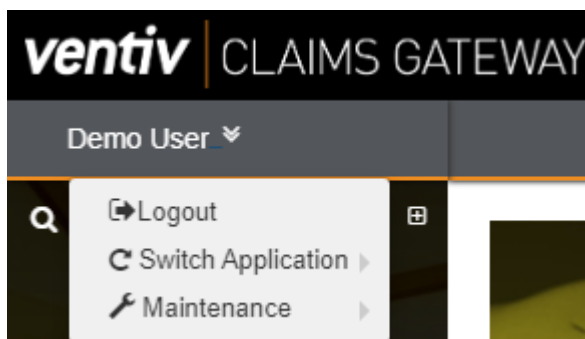 ventiv CLAIMS GATEWAY
Demo User
Logout
Switch Application
Maintenance